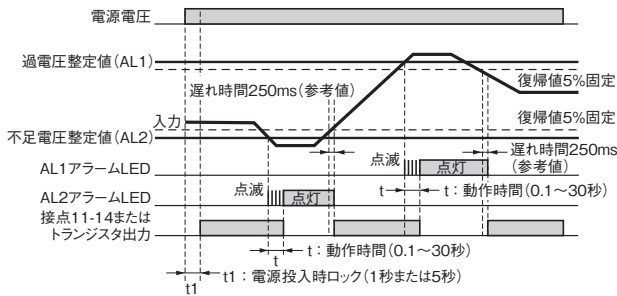 電源電圧
過電圧整定値(AL1)
遅れ時間250ms(参考値)
復帰値5%固定
入力
復帰値5%固定
不足電圧整定値(AL2)
遅れ時間250ms
(参考値)
点滅
点灯
AL1アラームLED
t
t：動作時間(0.1～30秒)
点滅
点灯
AL2アラームLED
接点11-14または
トランジスタ出力
t
t：動作時間(0.1～30秒)
t1
t1：電源投入時ロック(1秒または5秒)